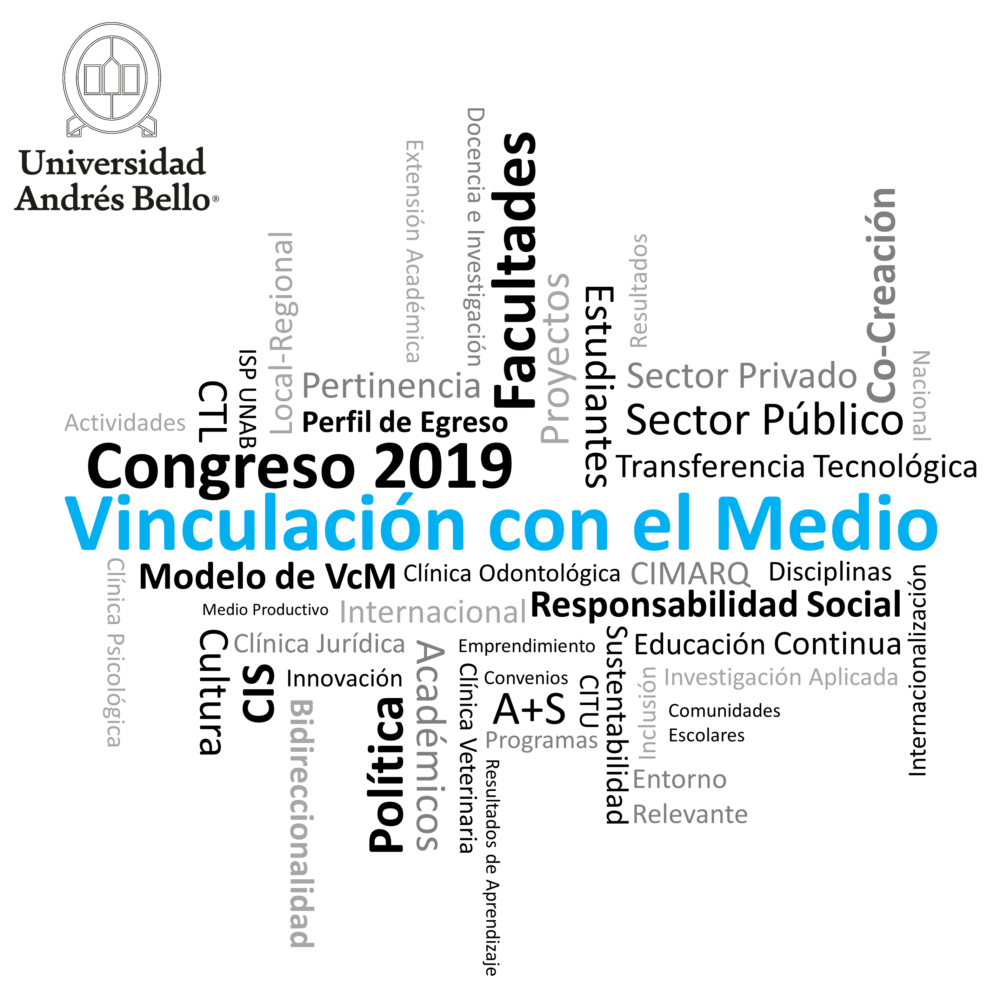 Universidad
Andrés Bello®
Docencia e Investigación
Extensión Académica
Facultades
Co-Creación
Local-Regional
Resultados
Proyectos
Estudiantes
ISP UNAB
Nacional
Sector Privado
Pertinencia
CTL
Sector Público
Actividades
Perfil de Egreso
Congreso 2019
Transferencia Tecnológica
Vinculación con el Medio
Clínica Psicológica
Modelo de VcM
Clínica Odontológica
CIMARQ
Disciplinas
Internacionalización
Medio Productivo
Internacional
Responsabilidad Social
Cultura
Clínica Jurídica
Académicos
Emprendimiento
Sustentabilidad
Educación Continua
CIS
Innovación
Clínica Veterinaria
Convenios
CITU
Inclusión
Investigación Aplicada
Bidireccionalidad
Política
A+S
Comunidades
Escolares
Programas
Resultados de Aprendizaje
Entorno
Relevante